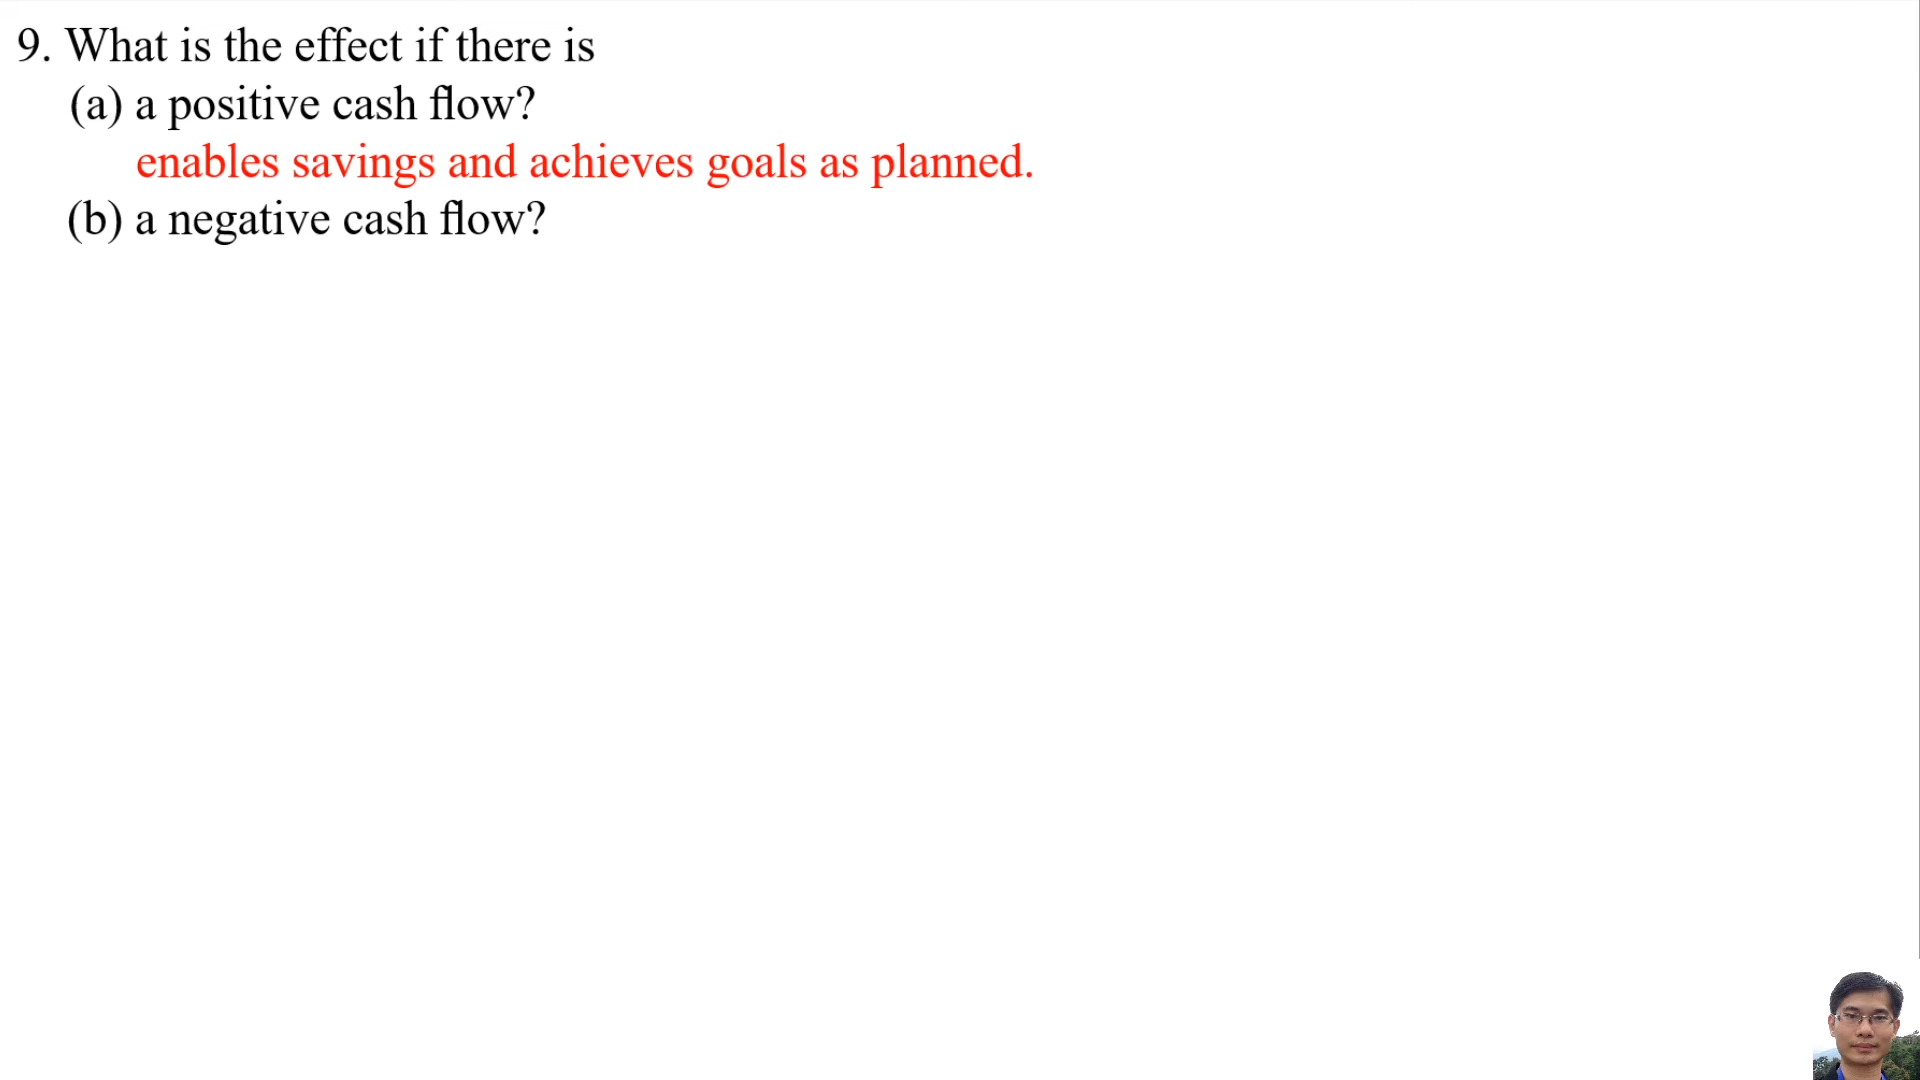 9. What is the effect if there is
(a) a positive cash flow?
enables savings and achieves goals as planned.
(b) a negative cash flow?